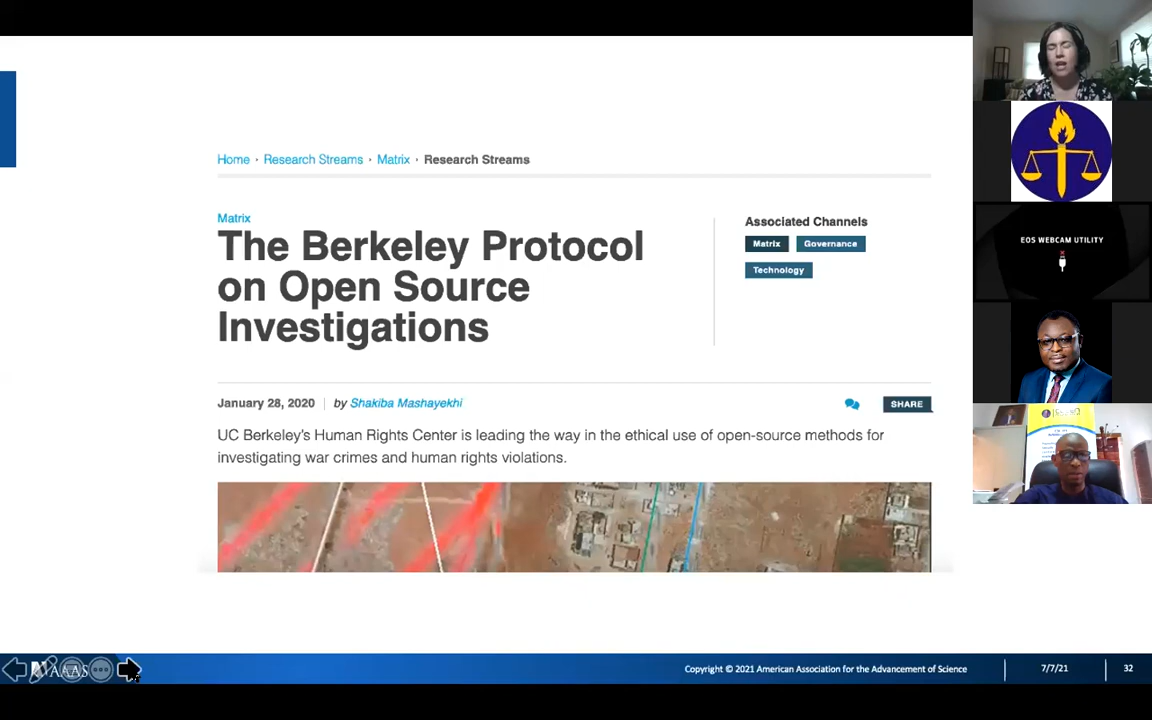 Home · Research Streams · Matrix · Research Streams
Matrix
The Berkeley Protocol
on Open Source
Investigations
Associated Channels
Matrix Governance
Technology
January 28, 2020 | by Shakiba Mashayekhi
SHARE
UC Berkeley's Human Rights Center is leading the way in the ethical use of open-source methods for
investigating war crimes and human rights violations.
EOS WEBCAM UTILITY
AAAS
Copyright © 2021 American Association for the Advancement of Science
7/7/21
32